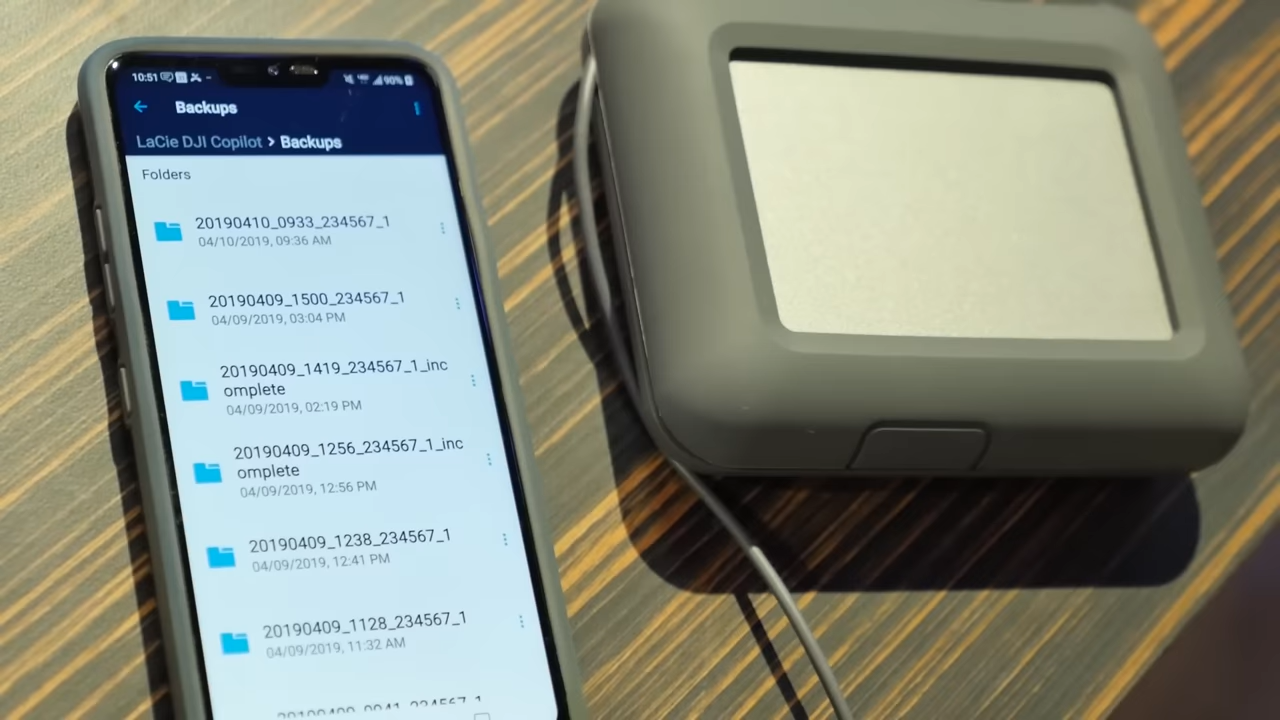 10:51
90%
Backups
LaCie DJI Copilot > Backups
Folders
20190410_0933_234567_1
04/10/2019, 09:36 AM
20190409_1500_234567_1
04/09/2019, 03:04 PM
20190409_1419_234567_1_inc
omplete
04/09/2019, 02:19 PM
20190409_1256_234567_1_inc
omplete
04/09/2019, 12:56 PM
20190409_1238_234567_1
04/09/2019, 12:41 PM
20190409_1128_234567_1
04/09/2019, 11:32 AM
20190409_0941_234567_1